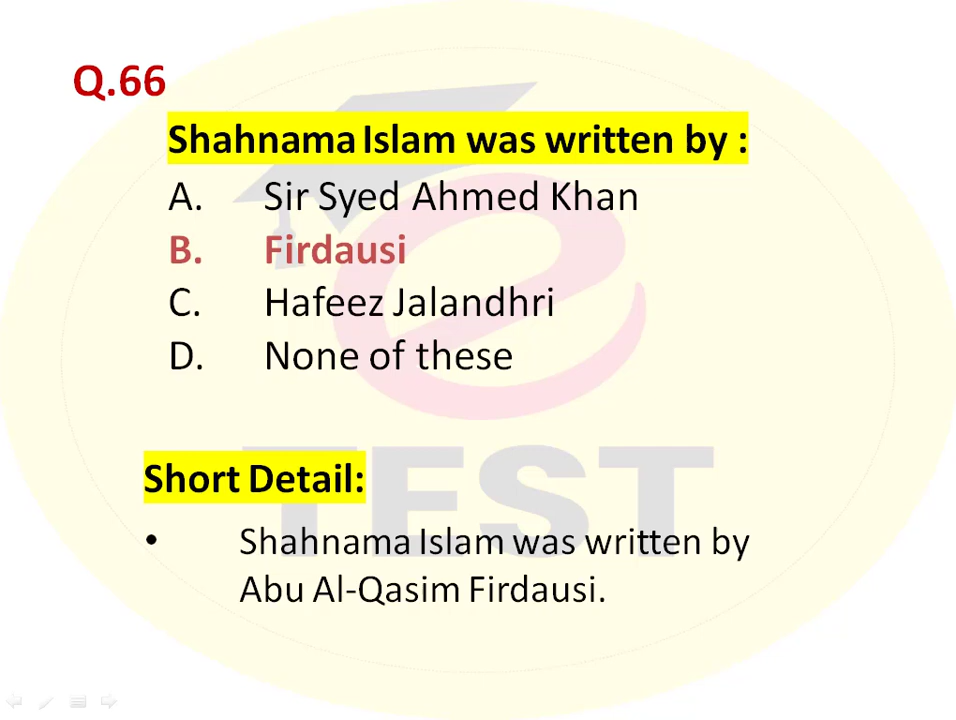 Q.66
Shahnama Islam was written by :
A. Sir Syed Ahmed Khan
B. Firdausi
C. Hafeez Jalandhri
D. None of these
e
TEST
Short Detail:
• Shahnama Islam was written by
Abu Al-Qasim Firdausi.